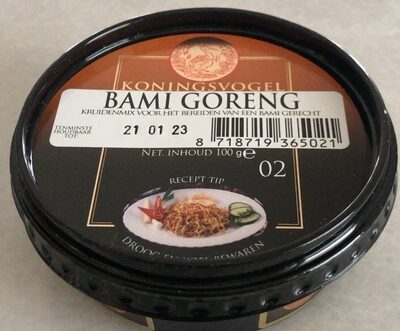 KONINGSVOGEL
BAMI GORENG
KRUIDENMIX VOOR HET BEREIDEN VAN EEN BAMI GERECHT
TENMINSTE
HOUDBAAR
TOT:
21 01 23
8 718719 365021
NET. INHOUD 100 g e
02
RECEPT TIP
DROOG EN KOEL BEWAREN